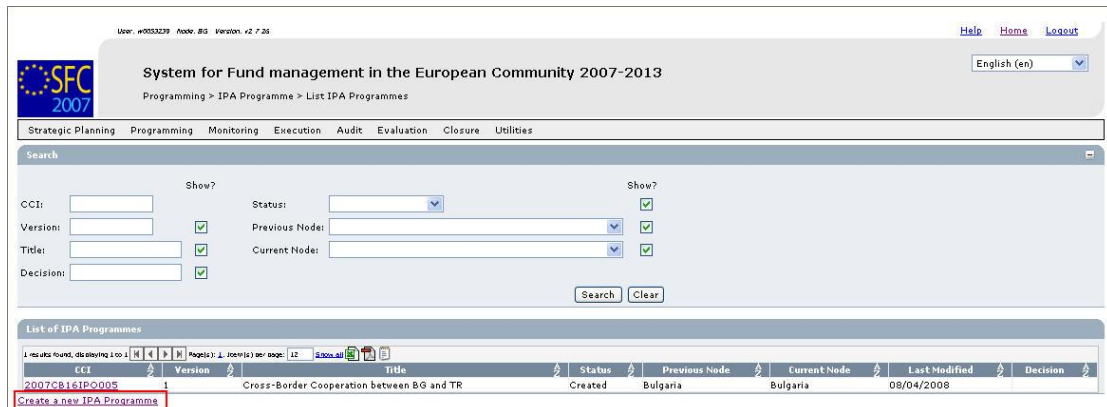 User. w0053239 Node. BG Version. v2 7 26
Help Home Logout
SFC
2007
System for Fund management in the European Community 2007-2013
English (en)
Programming > IPA Programme > List IPA Programmes
Strategic Planning Programming Monitoring Execution Audit Evaluation Closure Utilities
Search
Show? Show?
CCI: Status:
Version: Previous Node:
Title: Current Node:
Decision:
Search Clear
List of IPA Programmes
1 results found, displaying 1 to 1 Page(s): 1. Item(s) per page: 12 Show all
CCI Version Title Status Previous Node Current Node Last Modified Decision
2007CB16IPO005 1 Cross-Border Cooperation between BG and TR Created Bulgaria Bulgaria 08/04/2008
Create a new IPA Programme